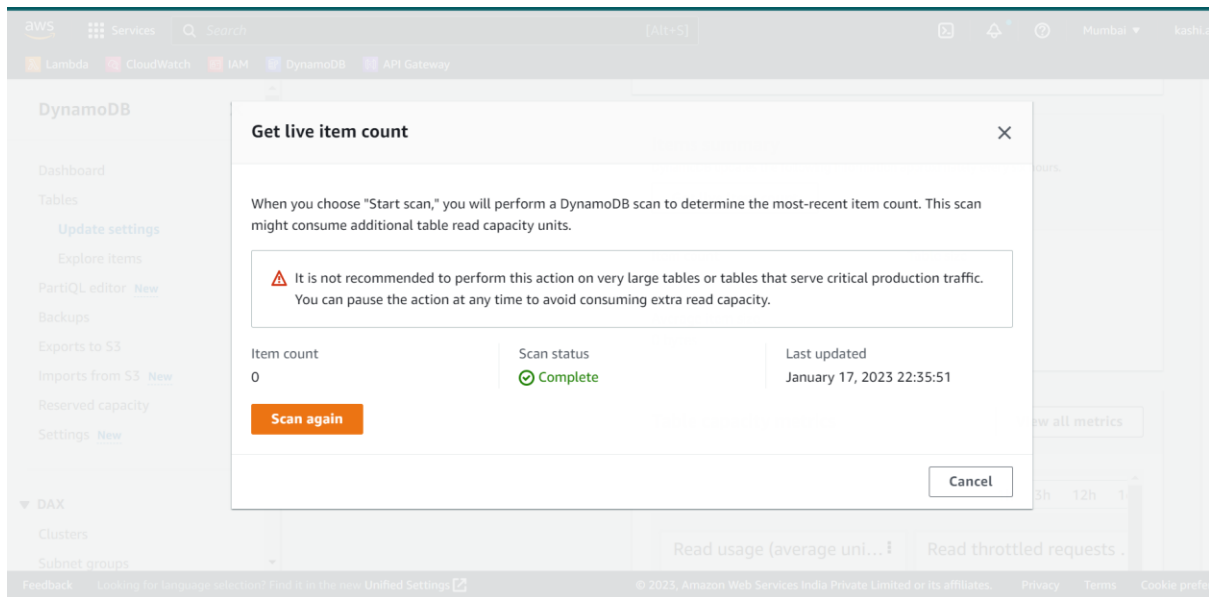 aws
Services
Search
[Alt+S]
Mumbai
Lambda CloudWatch IAM DynamoDB API Gateway
DynamoDB
Dashboard
Tables
Update settings
Explore items
PartiQL editor New
Backups
Exports to S3
Imports from S3 New
Reserved capacity
Settings New
DAX
Clusters
Subnet groups
Get live item count
When you choose "Start scan," you will perform a DynamoDB scan to determine the most-recent item count. This scan
might consume additional table read capacity units.
It is not recommended to perform this action on very large tables or tables that serve critical production traffic.
You can pause the action at any time to avoid consuming extra read capacity.
Item count
0
Scan status
Complete
Last updated
January 17, 2023 22:35:51
Scan again
Cancel
all metrics
3h 12h
Read usage (average uni...
Read throttled requests
Feedback Looking for language selection? Find it in the new Unified Settings
© 2023, Amazon Web Services India Private Limited or its affiliates. Privacy Terms Cookie prefe